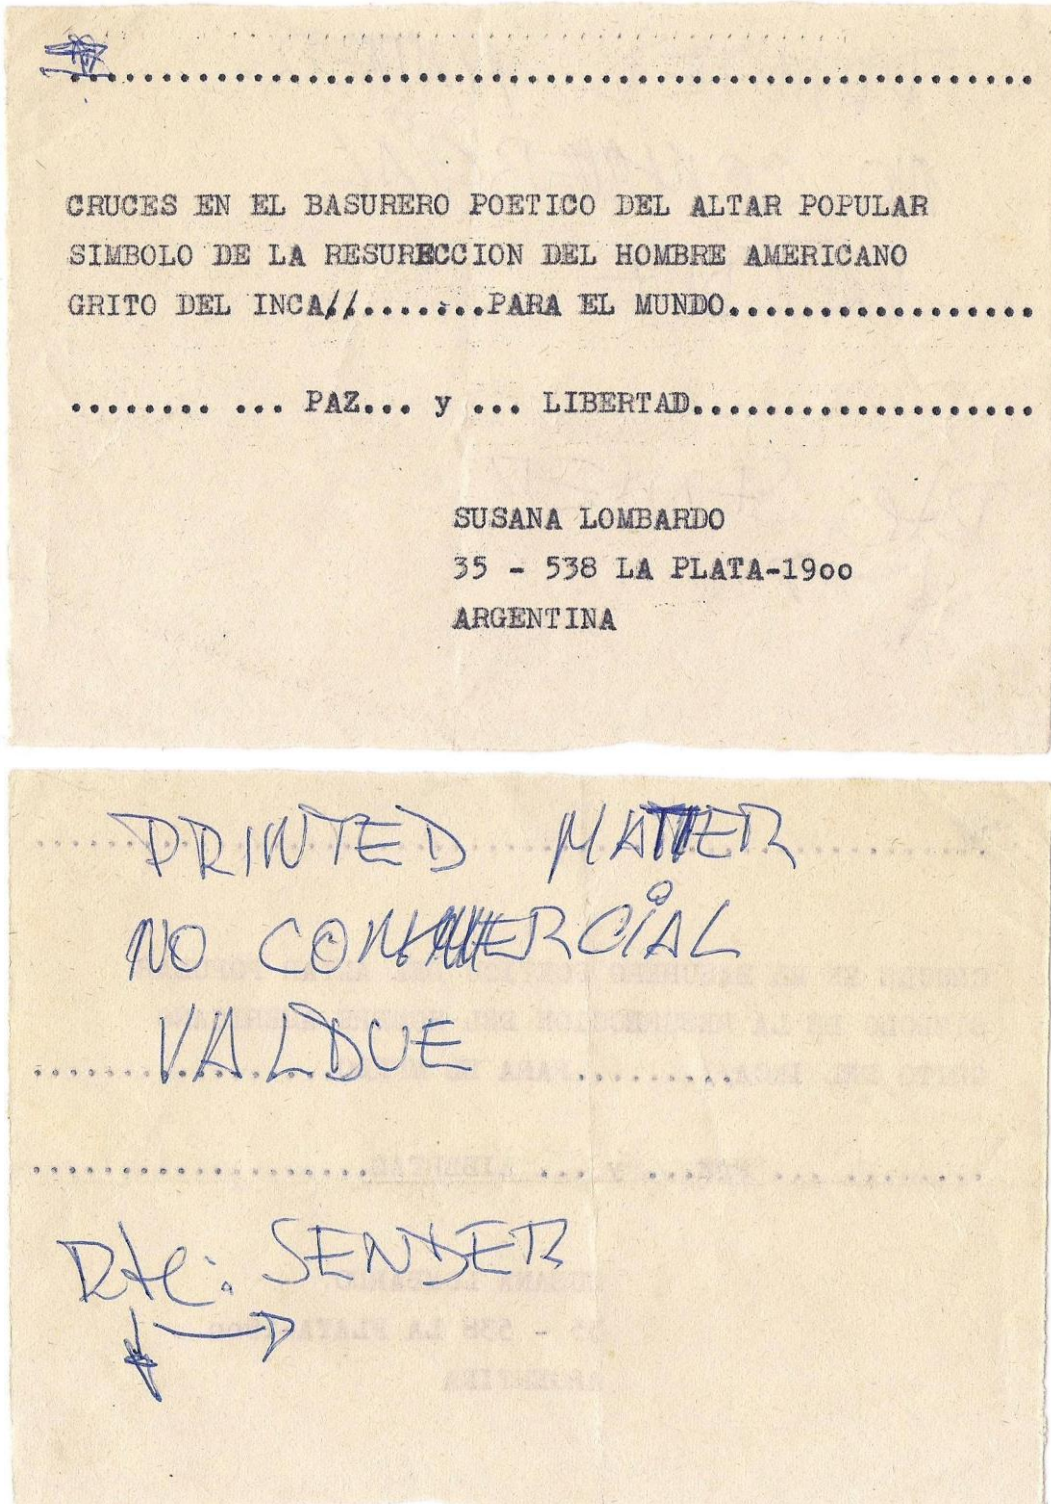 ..................................................
CRUCES EN EL BASURERO POETICO DEL ALTAR POPULAR
SIMBOLO DE LA RESURECCION DEL HOMBRE AMERICANO
GRITO DEL INCA//.......PARA EL MUNDO.................
........ ... PAZ... y ... LIBERTAD...................
SUSANA LOMBARDO
35 - 538 LA PLATA-19oo
ARGENTINA
PRINTED MATTER
NO COMMERCIAL
VALDUE
Rte: SENDER